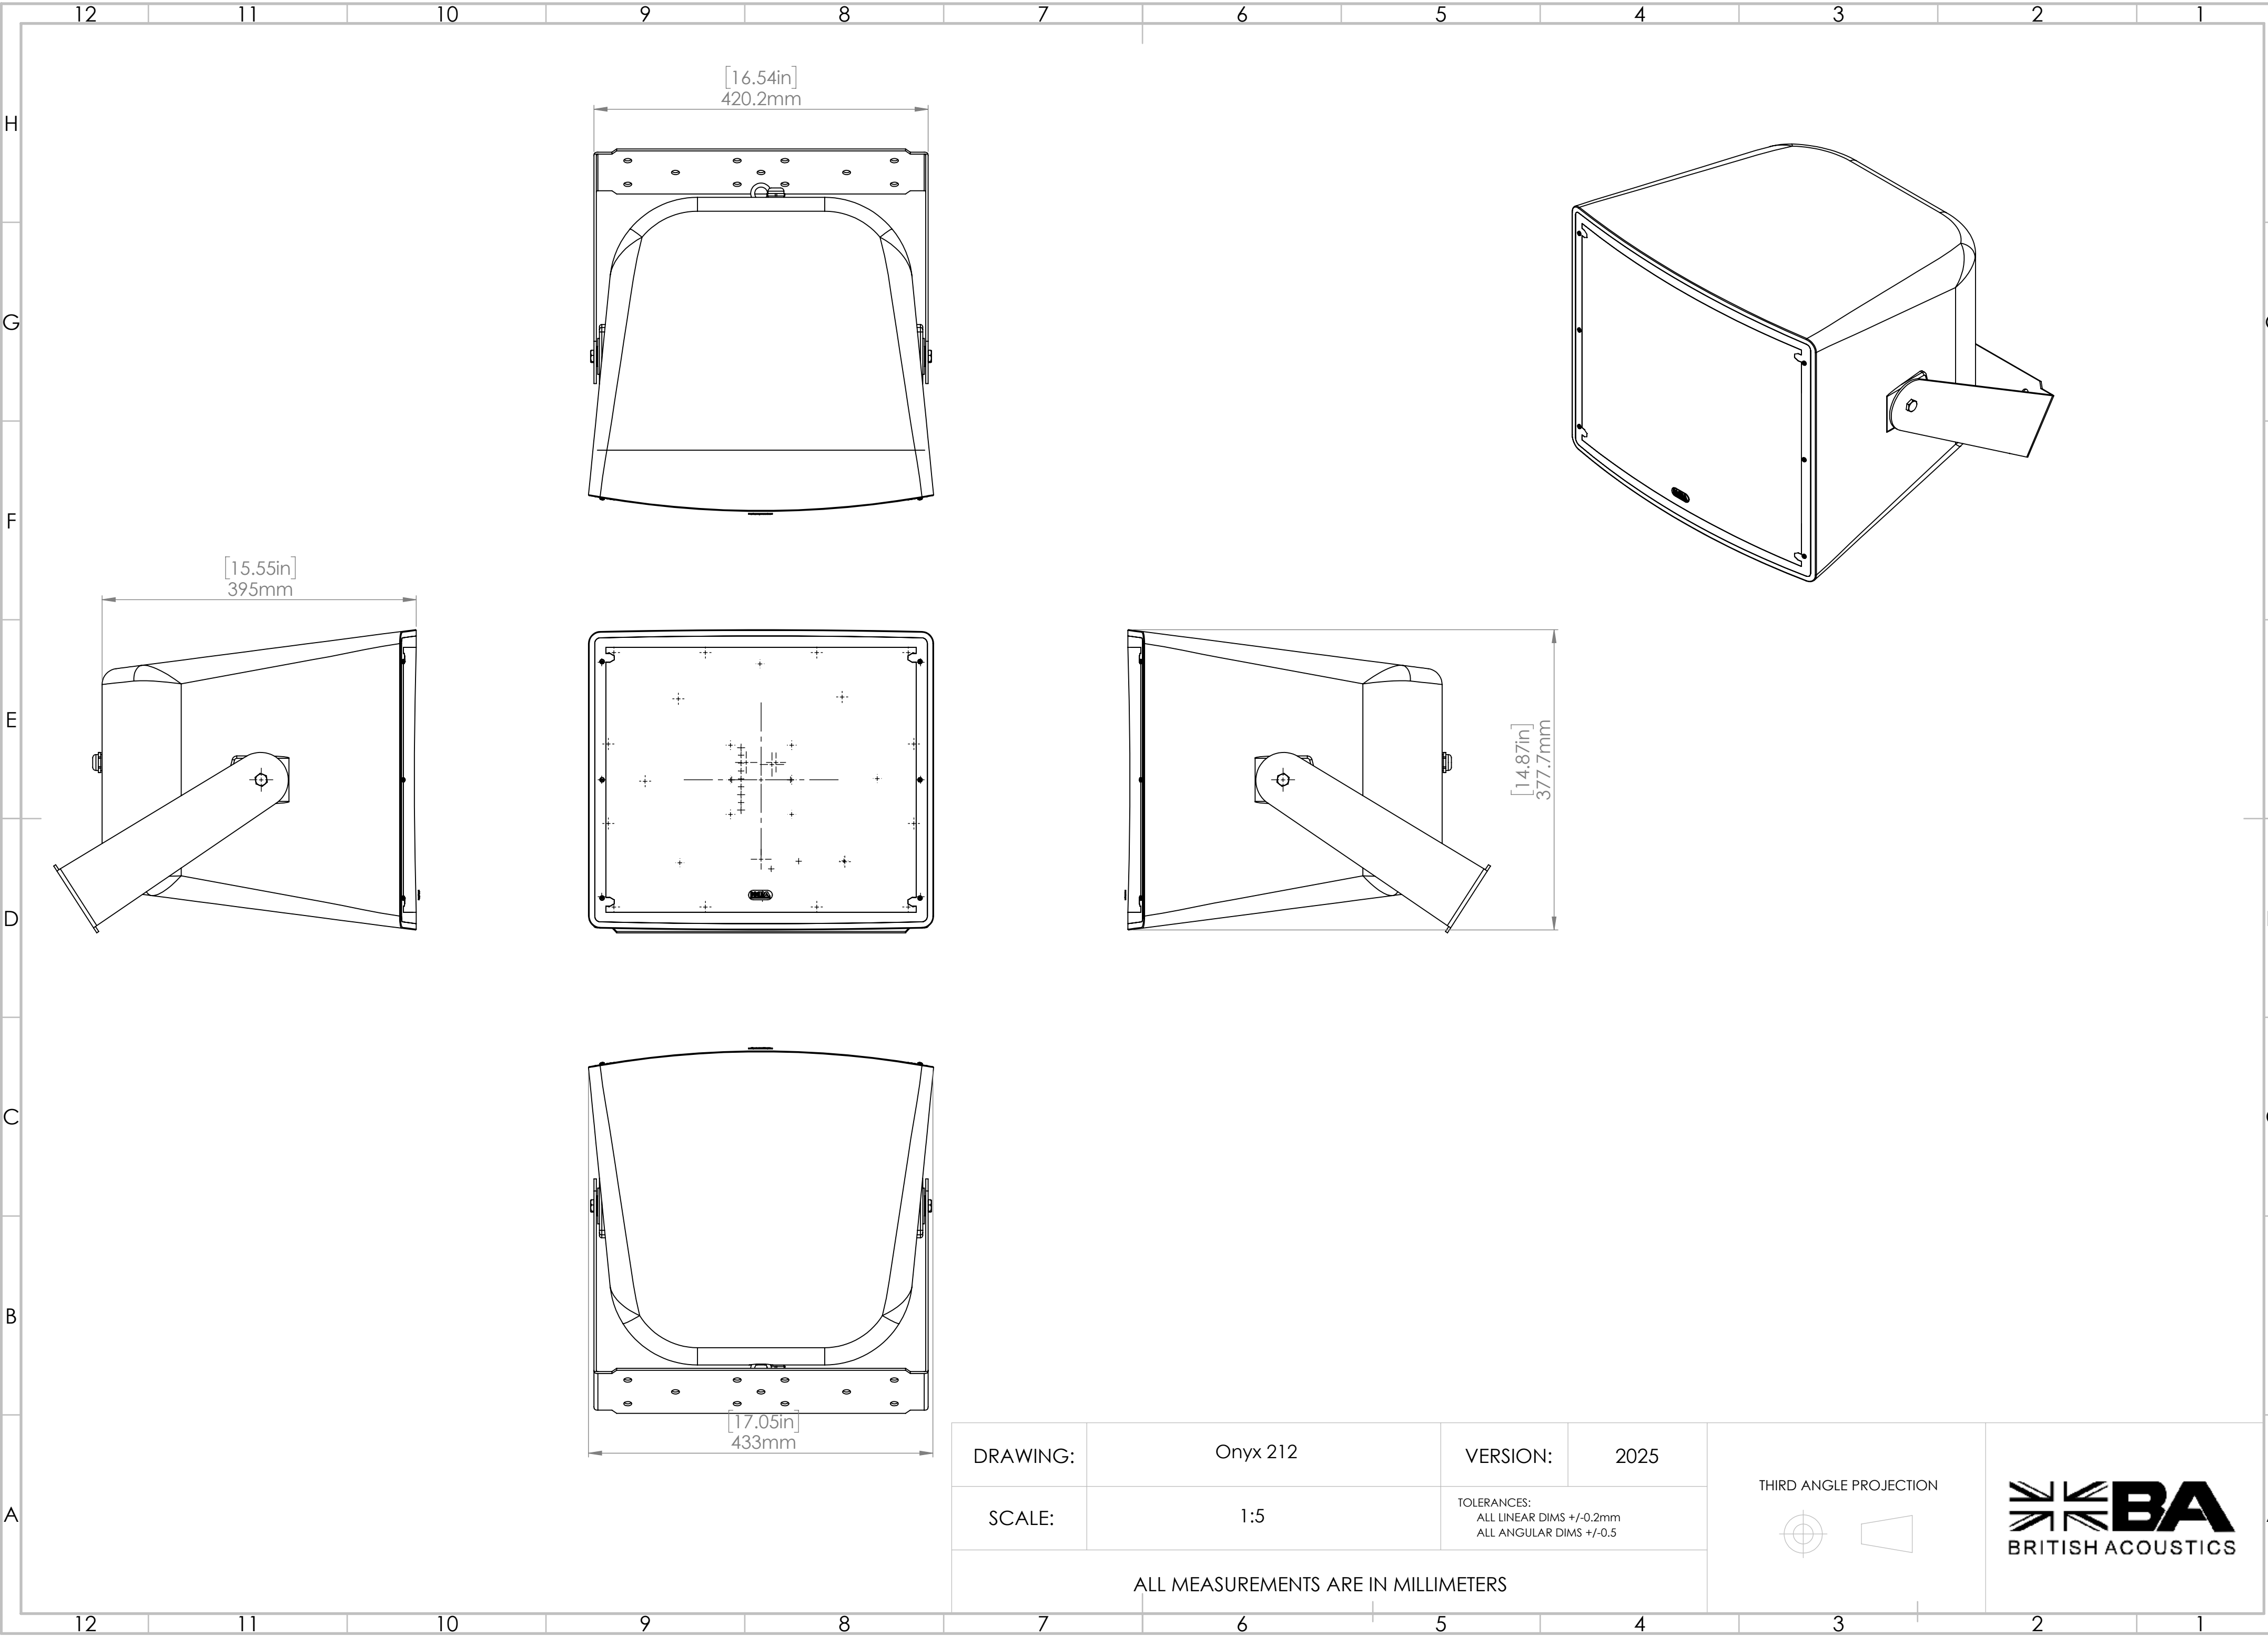 12 11 10 9 8 7 6 5 4 3 2 1
H
G
F
E
D
C
B
A
[16.54in]
420.2mm
[15.55in]
395mm
[14.87in]
377.7mm
[17.05in]
433mm
DRAWING:
Onyx 212
VERSION:
2025
SCALE:
1:5
TOLERANCES:
ALL LINEAR DIMS +/-0.2mm
ALL ANGULAR DIMS +/-0.5
ALL MEASUREMENTS ARE IN MILLIMETERS
THIRD ANGLE PROJECTION
BA
BRITISH ACOUSTICS
12 11 10 9 8 7 6 5 4 3 2 1